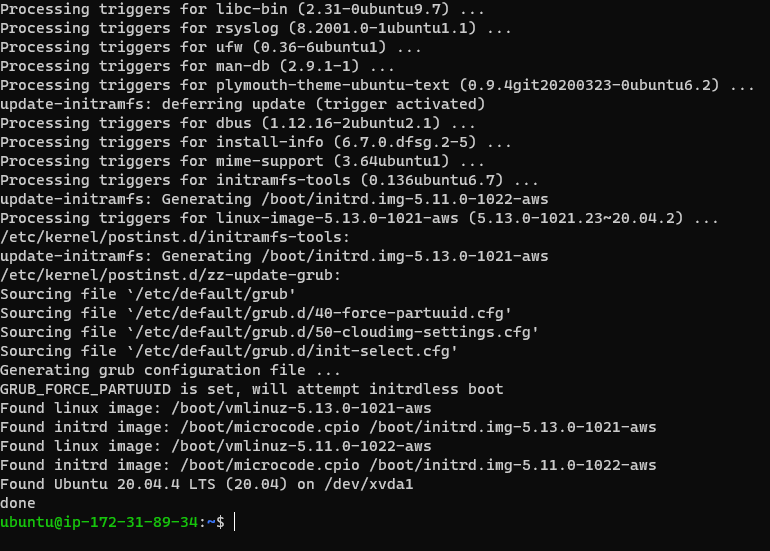 Processing triggers for libc-bin (2.31-0ubuntu9.7) ...
Processing triggers for rsyslog (8.2001.0-1ubuntu1.1) ...
Processing triggers for ufw (0.36-6ubuntu1) ...
Processing triggers for man-db (2.9.1-1) ...
Processing triggers for plymouth-theme-ubuntu-text (0.9.4git20200323-0ubuntu6.2) ...
update-initramfs: deferring update (trigger activated)
Processing triggers for dbus (1.12.16-2ubuntu2.1) ...
Processing triggers for install-info (6.7.0.dfsg.2-5) ...
Processing triggers for mime-support (3.64ubuntu1) ...
Processing triggers for initramfs-tools (0.136ubuntu6.7) ...
update-initramfs: Generating /boot/initrd.img-5.11.0-1022-aws
Processing triggers for linux-image-5.13.0-1021-aws (5.13.0-1021.23~20.04.2) ...
/etc/kernel/postinst.d/initramfs-tools:
update-initramfs: Generating /boot/initrd.img-5.13.0-1021-aws
/etc/kernel/postinst.d/zz-update-grub:
Sourcing file `/etc/default/grub'
Sourcing file `/etc/default/grub.d/40-force-partuuid.cfg'
Sourcing file `/etc/default/grub.d/50-cloudimg-settings.cfg'
Sourcing file `/etc/default/grub.d/init-select.cfg'
Generating grub configuration file ...
GRUB_FORCE_PARTUUID is set, will attempt initrdless boot
Found linux image: /boot/vmlinuz-5.13.0-1021-aws
Found initrd image: /boot/microcode.cpio /boot/initrd.img-5.13.0-1021-aws
Found linux image: /boot/vmlinuz-5.11.0-1022-aws
Found initrd image: /boot/microcode.cpio /boot/initrd.img-5.11.0-1022-aws
Found Ubuntu 20.04.4 LTS (20.04) on /dev/xvda1
done
ubuntu@ip-172-31-89-34:~$